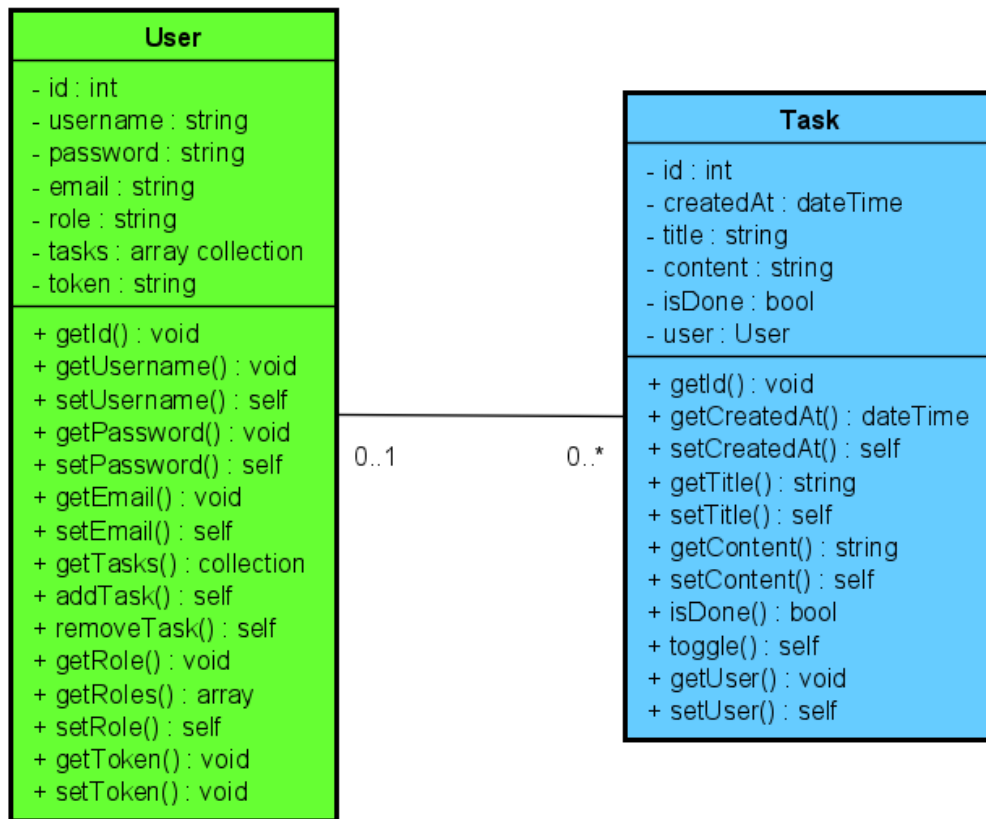 User
- id : int
- username : string
- password : string
- email : string
- role : string
- tasks : array collection
- token : string
+ getId() : void
+ getUsername() : void
+ setUsername() : self
+ getPassword() : void
+ setPassword() : self
+ getEmail() : void
+ setEmail() : self
+ getTasks() : collection
+ addTask() : self
+ removeTask() : self
+ getRole() : void
+ getRoles() : array
+ setRole() : self
+ getToken() : void
+ setToken() : void
0..1
0..*
Task
- id : int
- createdAt : dateTime
- title : string
- content : string
- isDone : bool
- user : User
+ getId() : void
+ getCreatedAt() : dateTime
+ setCreatedAt() : self
+ getTitle() : string
+ setTitle() : self
+ getContent() : string
+ setContent() : self
+ isDone() : bool
+ toggle() : self
+ getUser() : void
+ setUser() : self